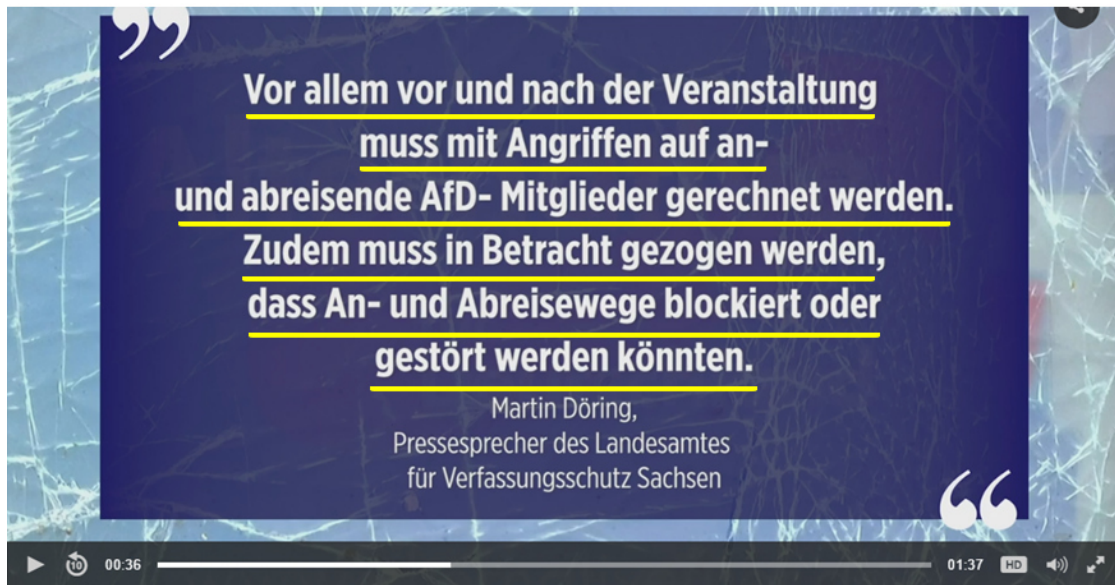 Vor allem vor und nach der Veranstaltung
muss mit Angriffen auf an-
und abreisende AfD- Mitglieder gerechnet werden.
Zudem muss in Betracht gezogen werden,
dass An- und Abreisewege blockiert oder
gestört werden könnten.
Martin Döring,
Pressesprecher des Landesamtes
für Verfassungsschutz Sachsen
10 00:36 01:37 HD